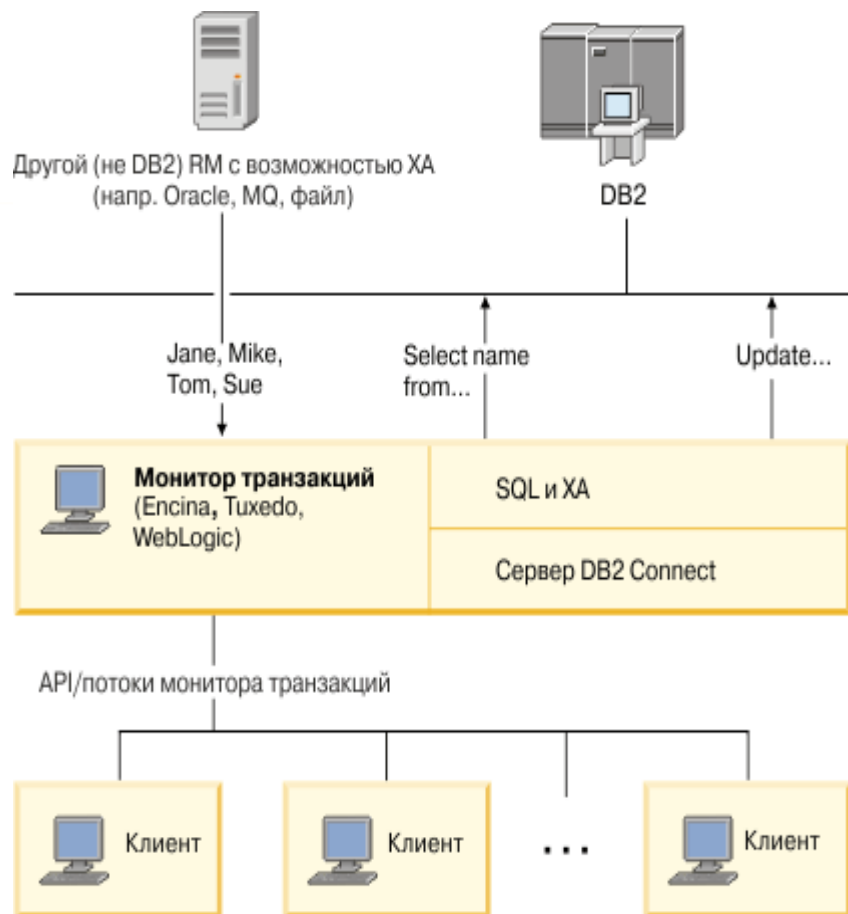 Другой (не DB2) RM с возможностью XA
(напр. Oracle, MQ, файл)
DB2
Jane, Mike,
Tom, Sue
Select name
from...
Update...
Монитор транзакций
(Encina, Tuxedo,
WebLogic)
SQL и XA
Сервер DB2 Connect
API/потоки монитора транзакций
Клиент
Клиент
...
Клиент